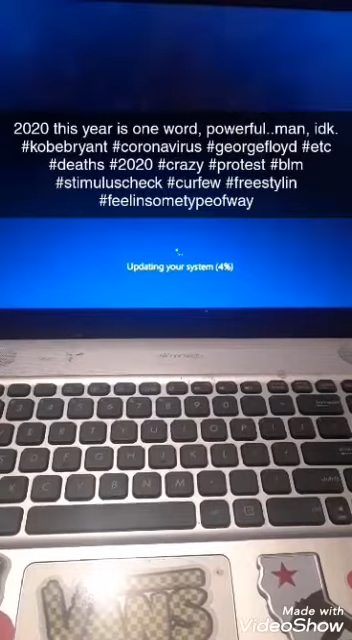 2020 this year is one word, powerful..man, idk.
#kobebryant #coronavirus #georgefloyd #etc
#deaths #2020 #crazy #protest #blm
#stimuluscheck #curfew #freestylin
#feelinsometypeofway
Updating your system (4%)
VANS
Made with
VideoShow